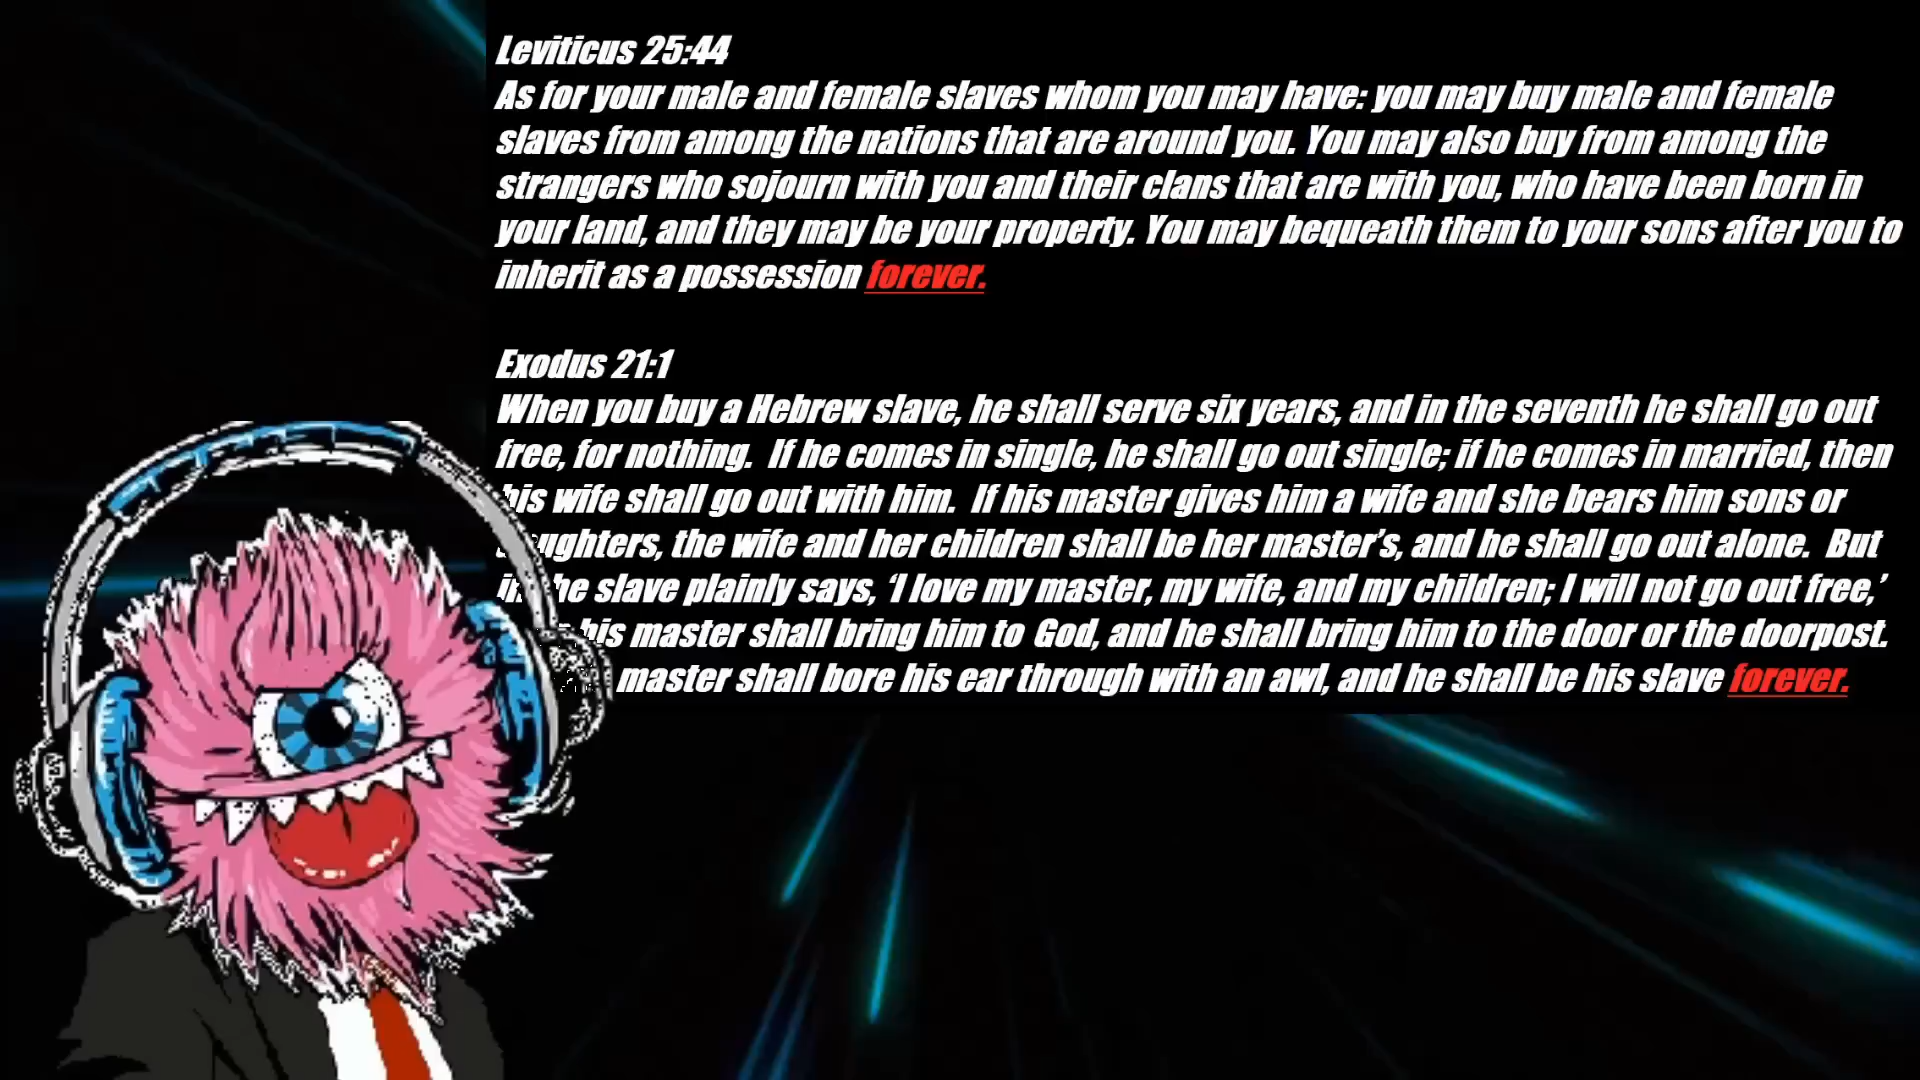 Leviticus 25:44
As for your male and female slaves whom you may have: you may buy male and female
slaves from among the nations that are around you. You may also buy from among the
strangers who sojourn with you and their clans that are with you, who have been born in
your land, and they may be your property. You may bequeath them to your sons after you to
inherit as a possession forever.
Exodus 21:1
When you buy a Hebrew slave, he shall serve six years, and in the seventh he shall go out
free, for nothing. If he comes in single, he shall go out single; if he comes in married, then
his wife shall go out with him. If his master gives him a wife and she bears him sons or
the wife and her children shall be her master’s, and he shall go out alone. But
slave plainly says, ‘I love my master, my wife, and my children; I will not go out free,’
his master shall bring him to God, and he shall bring him to the door or the doorpost.
master shall bore his ear through with an awl, and he shall be his slave forever.